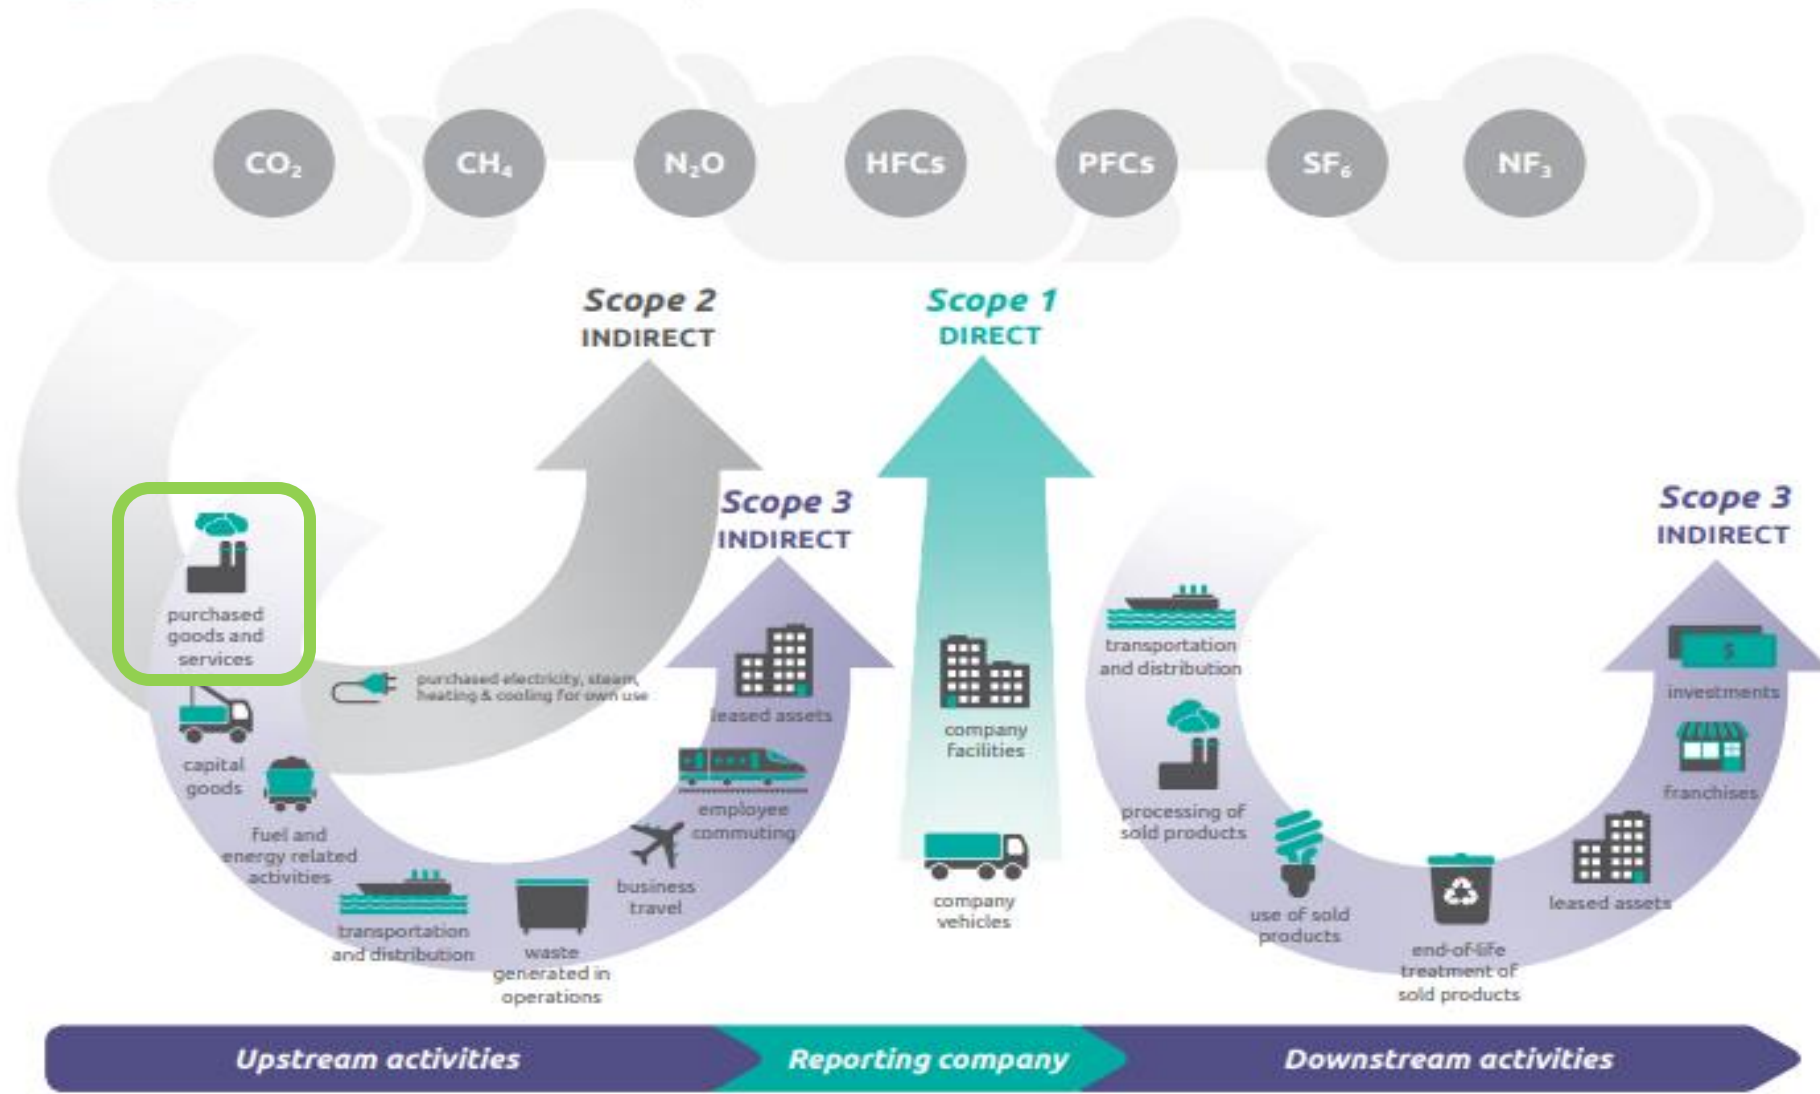 CO₂
CH₄
N₂O
HFCs
PFCs
SF₆
NF₃
Scope 2
INDIRECT
Scope 1
DIRECT
Scope 3
INDIRECT
Scope 3
INDIRECT
purchased
goods and
services
purchased electricity, steam,
heating & cooling for own use
capital
goods
fuel and
energy related
activities
transportation
and distribution
waste
generated in
operations
business
travel
employee
commuting
leased assets
company
facilities
company
vehicles
transportation
and distribution
processing of
sold products
use of sold
products
end-of-life
treatment of
sold products
leased assets
franchises
$
investments
Upstream activities
Reporting company
Downstream activities